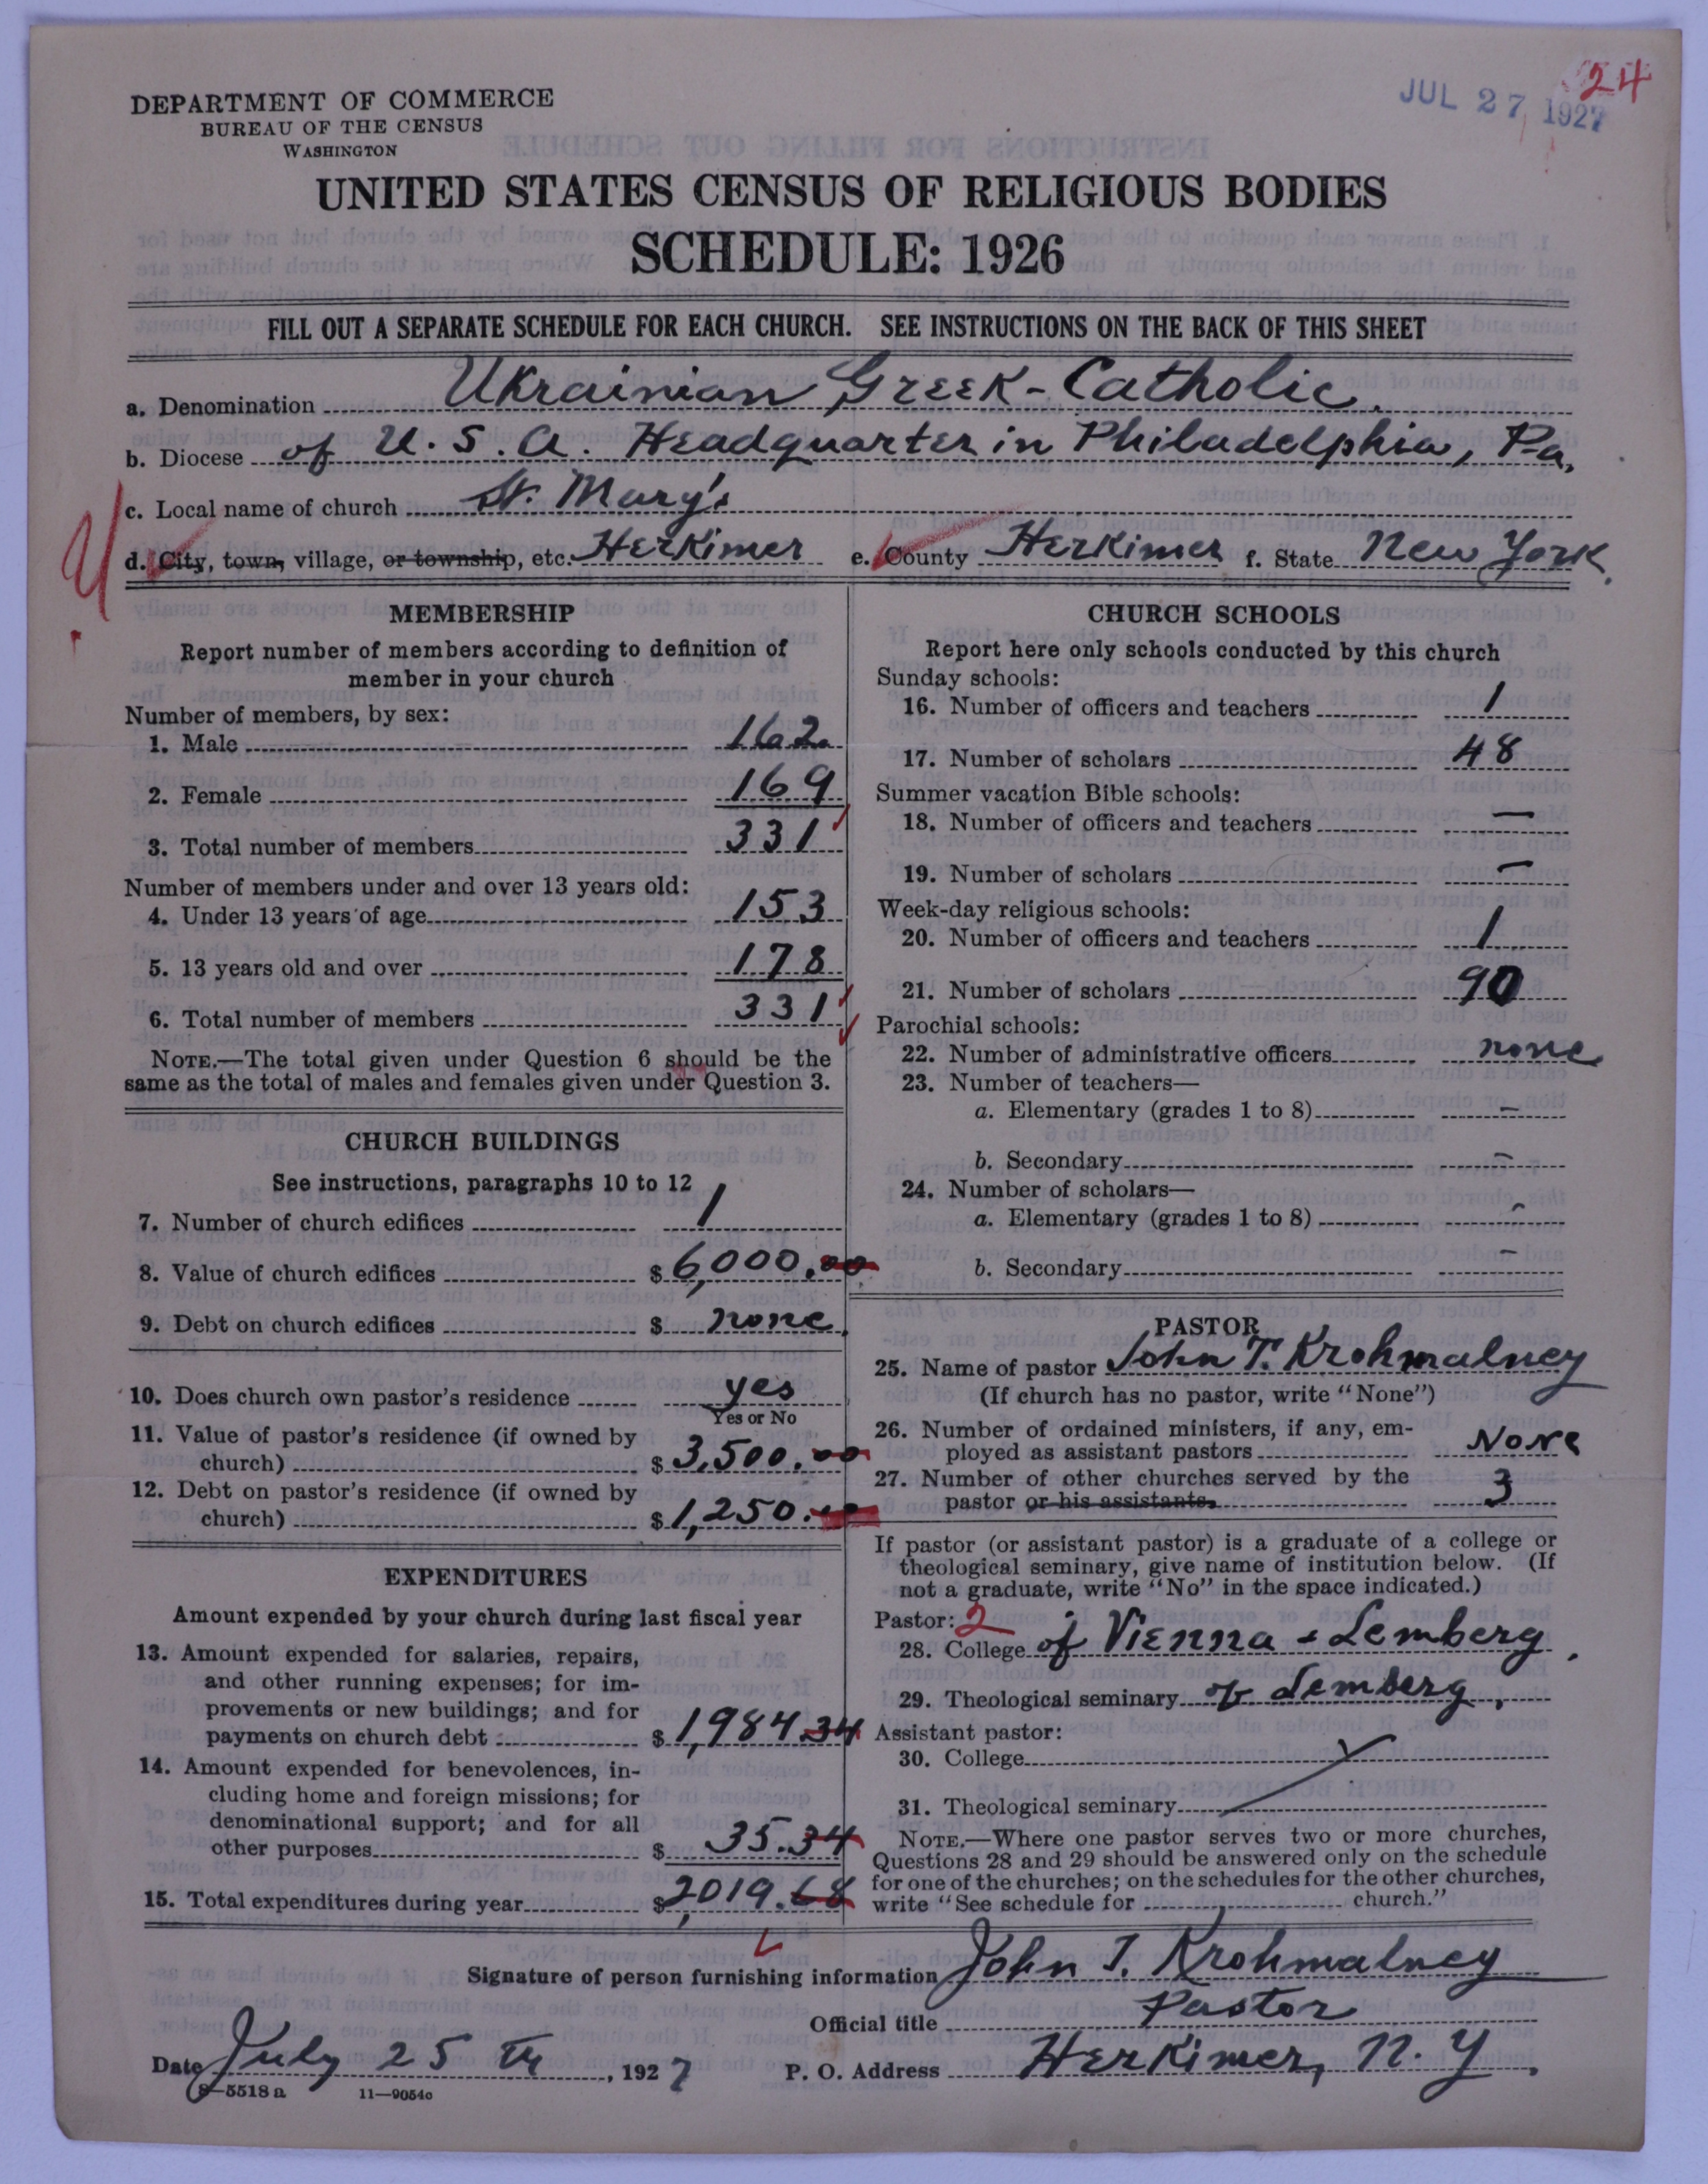 24
JUL 27 1927
DEPARTMENT OF COMMERCE
BUREAU OF THE CENSUS
WASHINGTON
UNITED STATES CENSUS OF RELIGIOUS BODIES
SCHEDULE: 1926
FILL OUT A SEPARATE SCHEDULE FOR EACH CHURCH. SEE INSTRUCTIONS ON THE BACK OF THIS SHEET
a. Denomination Ukrainian Greek-Catholic.
b. Diocese of U.S.A. Headquarter in Philadelphia, Pa.
c. Local name of church St. Mary's
d. City, town, village, or township, etc. Herkimer e. County Herkimer f. State New York.
MEMBERSHIP
Report number of members according to definition of
member in your church
Number of members, by sex:
1. Male 162
2. Female 169
3. Total number of members 331
Number of members under and over 13 years old:
4. Under 13 years of age 153
5. 13 years old and over 178
6. Total number of members 331
NOTE.—The total given under Question 6 should be the
same as the total of males and females given under Question 3.
CHURCH BUILDINGS
See instructions, paragraphs 10 to 12
7. Number of church edifices 1
8. Value of church edifices $ 6,000.00
9. Debt on church edifices $ none.
10. Does church own pastor's residence yes
Yes or No
11. Value of pastor's residence (if owned by
church) $ 3,500.00
12. Debt on pastor's residence (if owned by
church) $ 1,250.
EXPENDITURES
Amount expended by your church during last fiscal year
13. Amount expended for salaries, repairs,
and other running expenses; for im-
provements or new buildings; and for
payments on church debt $ 1,984.34
14. Amount expended for benevolences, in-
cluding home and foreign missions; for
denominational support; and for all
other purposes $ 35.34
15. Total expenditures during year $ 2,019.68
CHURCH SCHOOLS
Report here only schools conducted by this church
Sunday schools:
16. Number of officers and teachers 1
17. Number of scholars 48
Summer vacation Bible schools:
18. Number of officers and teachers —
19. Number of scholars —
Week-day religious schools:
20. Number of officers and teachers 1
21. Number of scholars 90
Parochial schools:
22. Number of administrative officers none
23. Number of teachers—
a. Elementary (grades 1 to 8) –
b. Secondary –
24. Number of scholars—
a. Elementary (grades 1 to 8) -
b. Secondary –
PASTOR
25. Name of pastor John T. Krohmalney
(If church has no pastor, write "None")
26. Number of ordained ministers, if any, em-
ployed as assistant pastors None
27. Number of other churches served by the
pastor or his assistants. 3
If pastor (or assistant pastor) is a graduate of a college or
theological seminary, give name of institution below. (If
not a graduate, write "No" in the space indicated.)
Pastor: 2
28. College of Vienna + Lemberg.
29. Theological seminary of Lemberg.
Assistant pastor:
30. College
31. Theological seminary
NOTE.—Where one pastor serves two or more churches,
Questions 28 and 29 should be answered only on the schedule
for one of the churches; on the schedules for the other churches,
write "See schedule for church."
Signature of person furnishing information John T. Krohmalney
Official title Pastor
Date July 25 th, 1927 P. O. Address Herkimer, N.Y.
8—5518 a 11—9054c